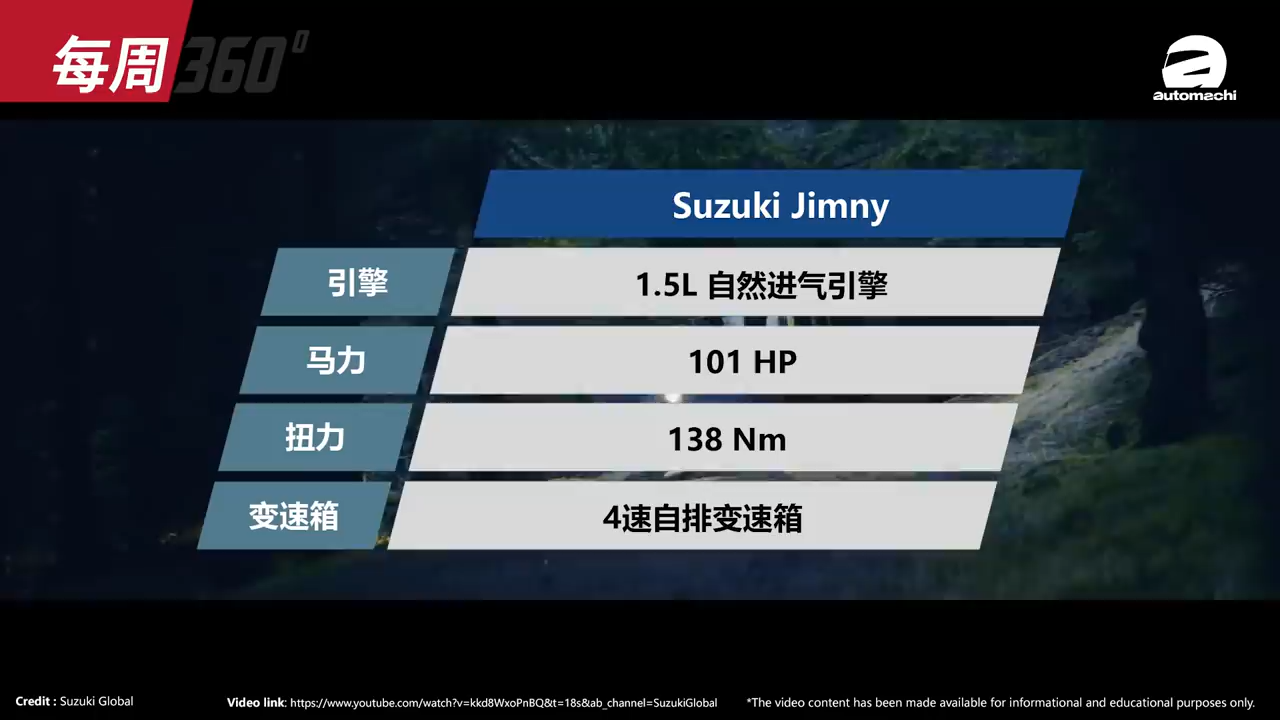 每周360°
automachi
Suzuki Jimny
引擎
1.5L 自然进气引擎
马力
101 HP
扭力
138 Nm
变速箱
4速自排变速箱
Credit : Suzuki Global
Video link: https://www.youtube.com/watch?v=kkd8WxoPnBQ&t=18s&ab_channel=SuzukiGlobal
*The video content has been made available for informational and educational purposes only.